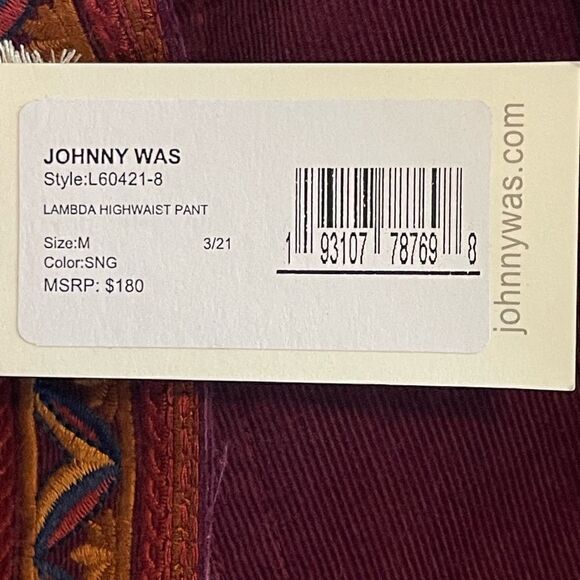 JOHNNY WAS
Style:L60421-8
LAMBDA HIGHWAIST PANT
Size:M 3/21
Color:SNG
MSRP: $180
1 93107 78769 8
johnnywas.com